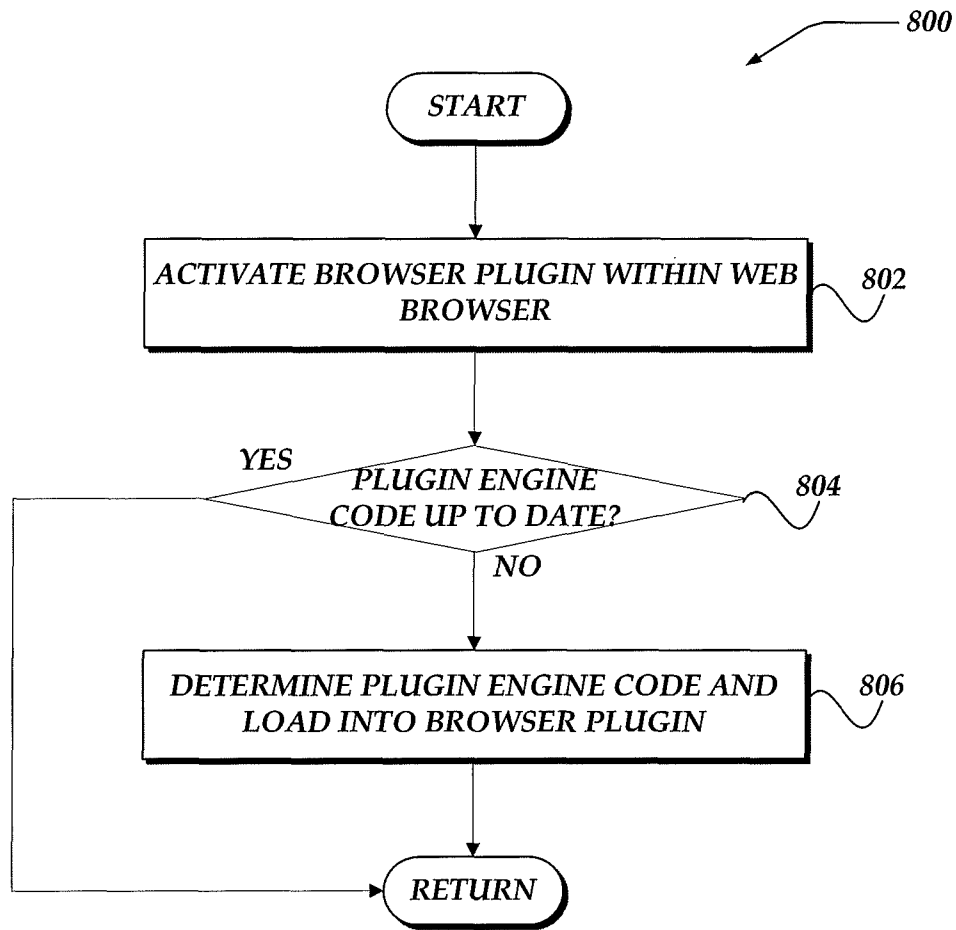 800
START
ACTIVATE BROWSER PLUGIN WITHIN WEB
BROWSER
802
YES
PLUGIN ENGINE
CODE UP TO DATE?
804
NO
DETERMINE PLUGIN ENGINE CODE AND
LOAD INTO BROWSER PLUGIN
806
RETURN